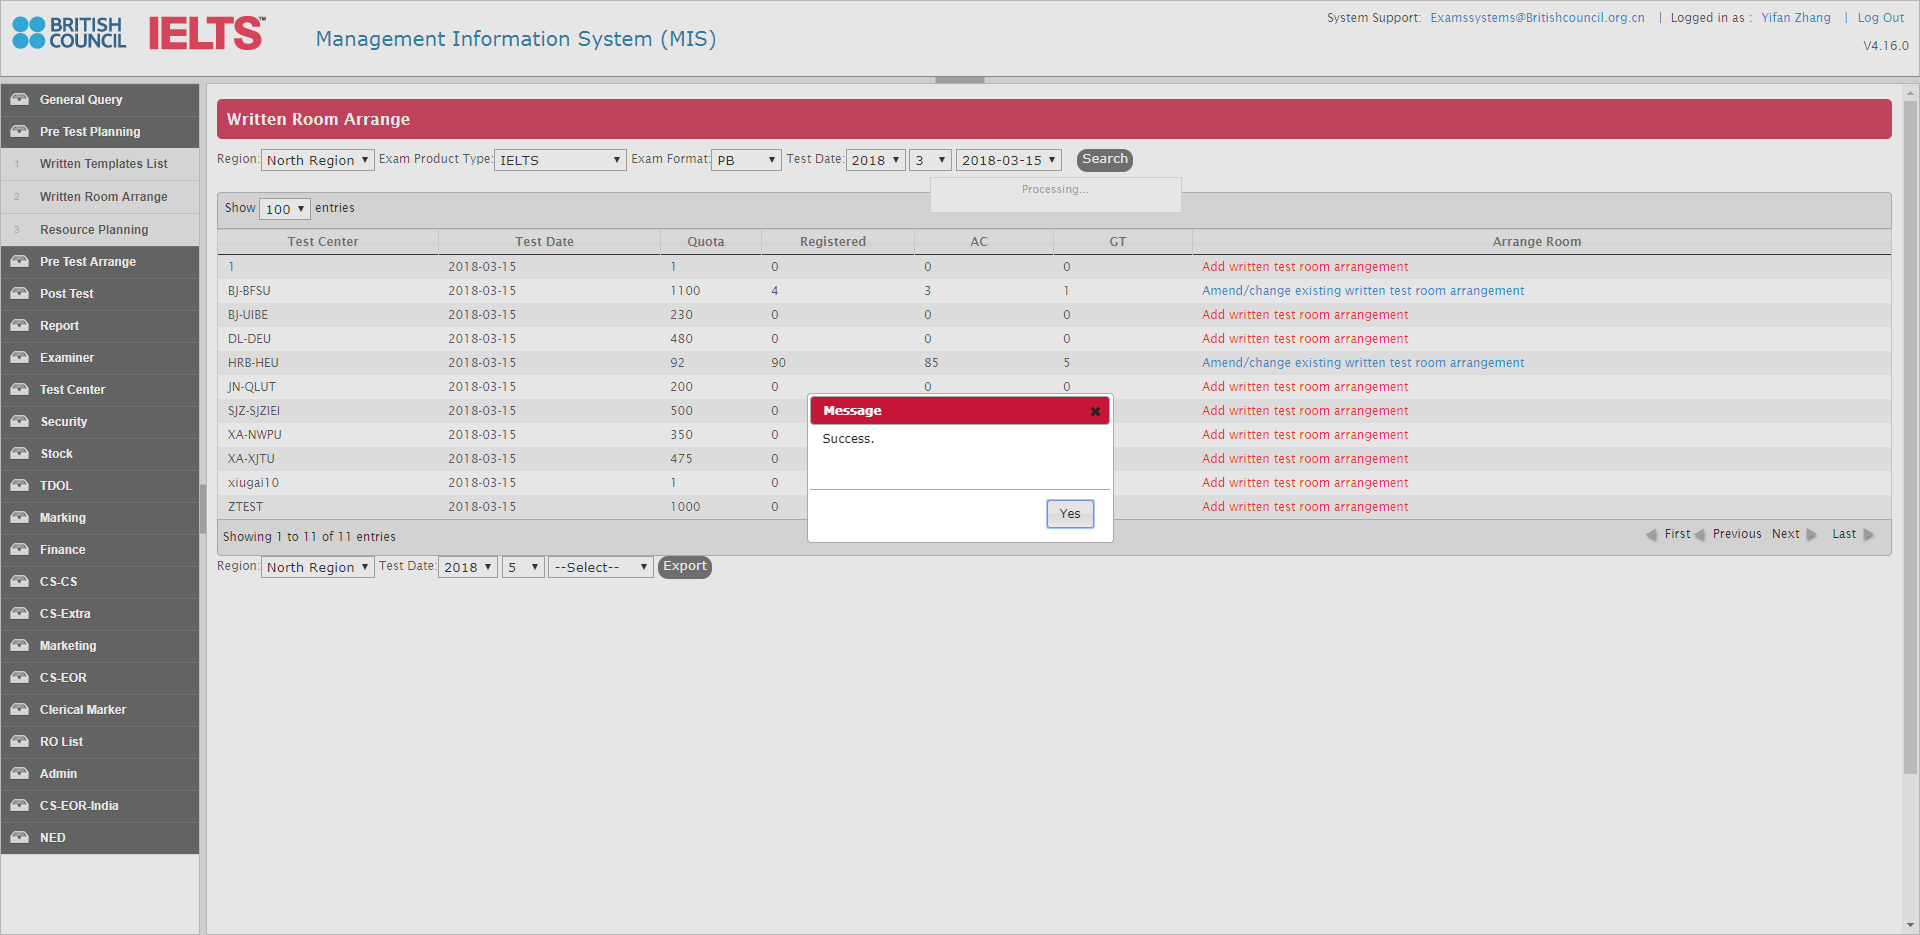 BRITISH COUNCIL IELTS™ Management Information System (MIS)
System Support: Examssystems@Britishcouncil.org.cn | Logged in as : Yifan Zhang | Log Out
V4.16.0
General Query
Pre Test Planning
1 Written Templates List
2 Written Room Arrange
3 Resource Planning
Pre Test Arrange
Post Test
Report
Examiner
Test Center
Security
Stock
TDOL
Marking
Finance
CS-CS
CS-Extra
Marketing
CS-EOR
Clerical Marker
RO List
Admin
CS-EOR-India
NED
Written Room Arrange
Region: North Region Exam Product Type: IELTS Exam Format: PB Test Date: 2018 3 2018-03-15 Search
Processing...
Show 100 entries
Test Center Test Date Quota Registered AC GT Arrange Room
1 2018-03-15 1 0 0 0 Add written test room arrangement
BJ-BFSU 2018-03-15 1100 4 3 1 Amend/change existing written test room arrangement
BJ-UIBE 2018-03-15 230 0 0 0 Add written test room arrangement
DL-DEU 2018-03-15 480 0 0 0 Add written test room arrangement
HRB-HEU 2018-03-15 92 90 85 5 Amend/change existing written test room arrangement
JN-QLUT 2018-03-15 200 0 0 0 Add written test room arrangement
SJZ-SJZIEI 2018-03-15 500 0 Add written test room arrangement
XA-NWPU 2018-03-15 350 0 Add written test room arrangement
XA-XJTU 2018-03-15 475 0 Add written test room arrangement
xiugai10 2018-03-15 1 0 Add written test room arrangement
ZTEST 2018-03-15 1000 0 Add written test room arrangement
Message
Success.
Yes
Showing 1 to 11 of 11 entries
First Previous Next Last
Region: North Region Test Date: 2018 5 --Select-- Export